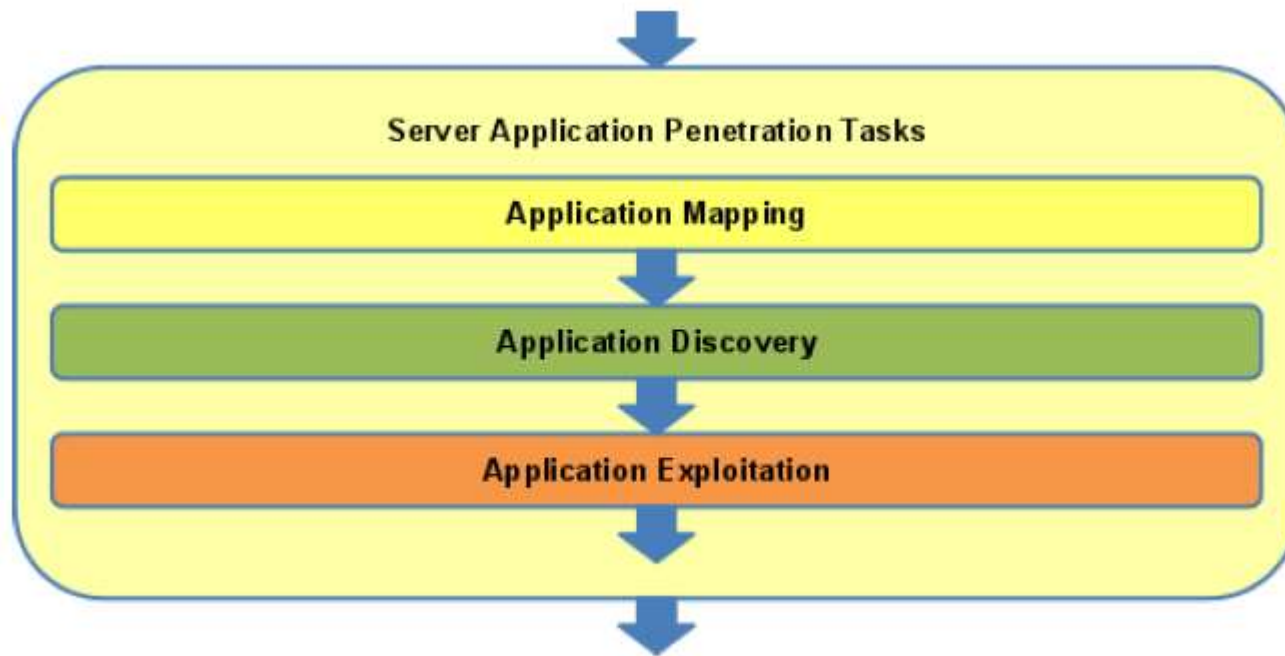 Server Application Penetration Tasks
Application Mapping
Application Discovery
Application Exploitation